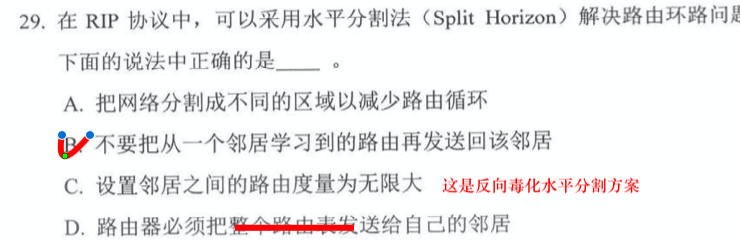 29. 在 RIP 协议中，可以采用水平分割法（Split Horizon）解决路由环路问题
下面的说法中正确的是____ 。
A. 把网络分割成不同的区域以减少路由循环
B. 不要把从一个邻居学习到的路由再发送回该邻居
C. 设置邻居之间的路由度量为无限大 这是反向毒化水平分割方案
D. 路由器必须把整个路由表发送给自己的邻居